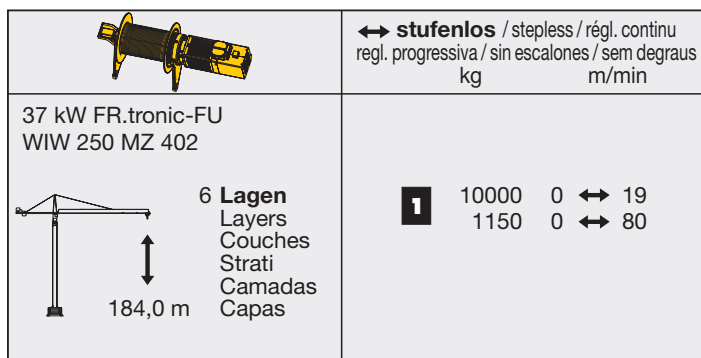 ↔ stufenlos / stepless / régl. continu
regl. progressiva / sin escalones / sem degraus
kg m/min
37 kW FR.tronic-FU
WIW 250 MZ 402
6 Lagen
Layers
Couches
Strati
Camadas
184,0 m Capas
1 10000 0 ↔ 19
1150 0 ↔ 80